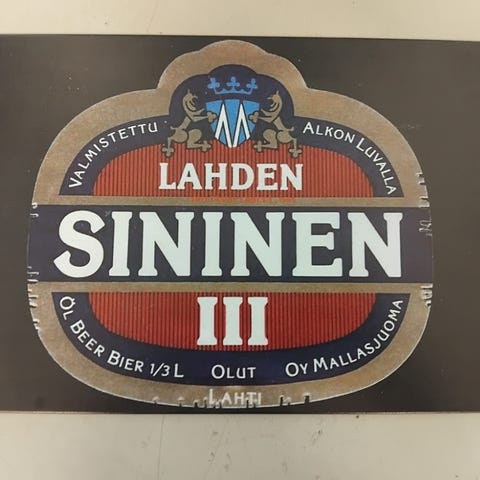 VALMISTETTU ALKON LUVALLA
LAHDEN
SININEN
III
ÖL BEER BIER 1/3 L OLUT OY MALLASJUOMA
LAHTI